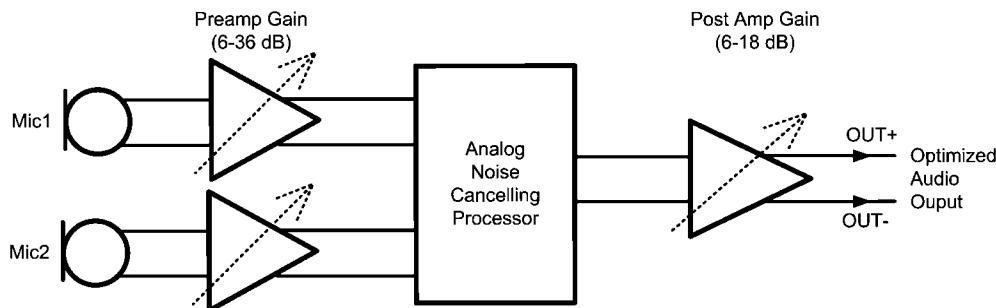 Preamp Gain
(6-36 dB)
Post Amp Gain
(6-18 dB)
Mic1
Mic2
Analog
Noise
Cancelling
Processor
OUT+
OUT-
Optimized
Audio
Ouput